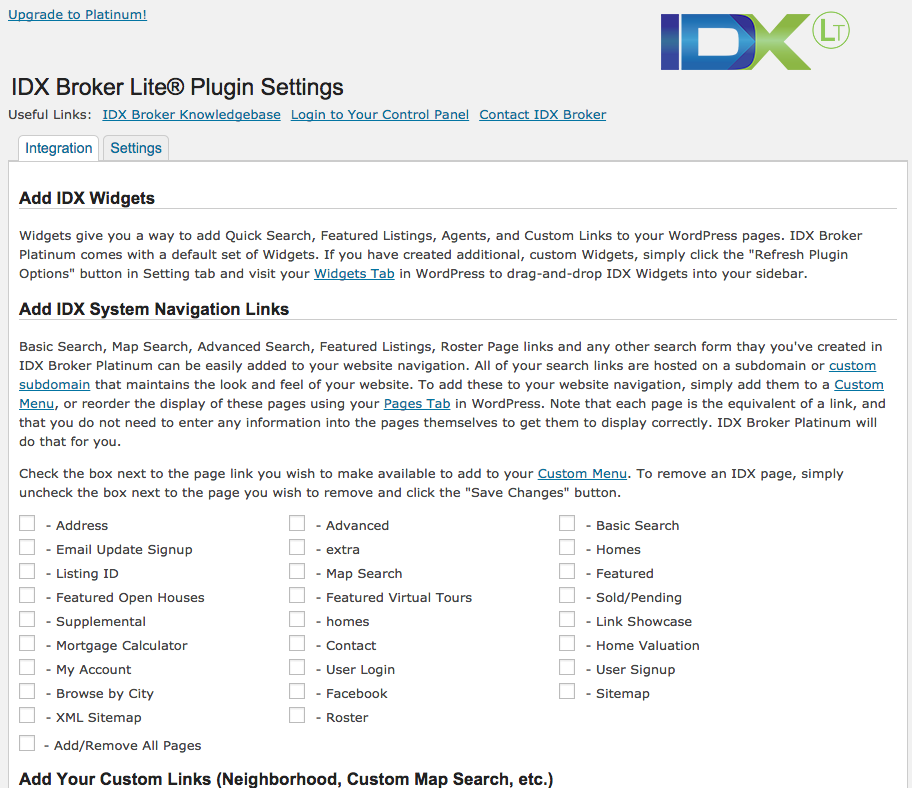 Upgrade to Platinum!
IDX LT
IDX Broker Lite® Plugin Settings
Useful Links: IDX Broker Knowledgebase Login to Your Control Panel Contact IDX Broker
Integration Settings
Add IDX Widgets
Widgets give you a way to add Quick Search, Featured Listings, Agents, and Custom Links to your WordPress pages. IDX Broker
Platinum comes with a default set of Widgets. If you have created additional, custom Widgets, simply click the "Refresh Plugin
Options" button in Setting tab and visit your Widgets Tab in WordPress to drag-and-drop IDX Widgets into your sidebar.
Add IDX System Navigation Links
Basic Search, Map Search, Advanced Search, Featured Listings, Roster Page links and any other search form thay you've created in
IDX Broker Platinum can be easily added to your website navigation. All of your search links are hosted on a subdomain or custom
subdomain that maintains the look and feel of your website. To add these to your website navigation, simply add them to a Custom
Menu, or reorder the display of these pages using your Pages Tab in WordPress. Note that each page is the equivalent of a link, and
that you do not need to enter any information into the pages themselves to get them to display correctly. IDX Broker Platinum will
do that for you.
Check the box next to the page link you wish to make available to add to your Custom Menu. To remove an IDX page, simply
uncheck the box next to the page you wish to remove and click the "Save Changes" button.
- Address - Advanced - Basic Search
- Email Update Signup - extra - Homes
- Listing ID - Map Search - Featured
- Featured Open Houses - Featured Virtual Tours - Sold/Pending
- Supplemental - homes - Link Showcase
- Mortgage Calculator - Contact - Home Valuation
- My Account - User Login - User Signup
- Browse by City - Facebook - Sitemap
- XML Sitemap - Roster
- Add/Remove All Pages
Add Your Custom Links (Neighborhood, Custom Map Search, etc.)